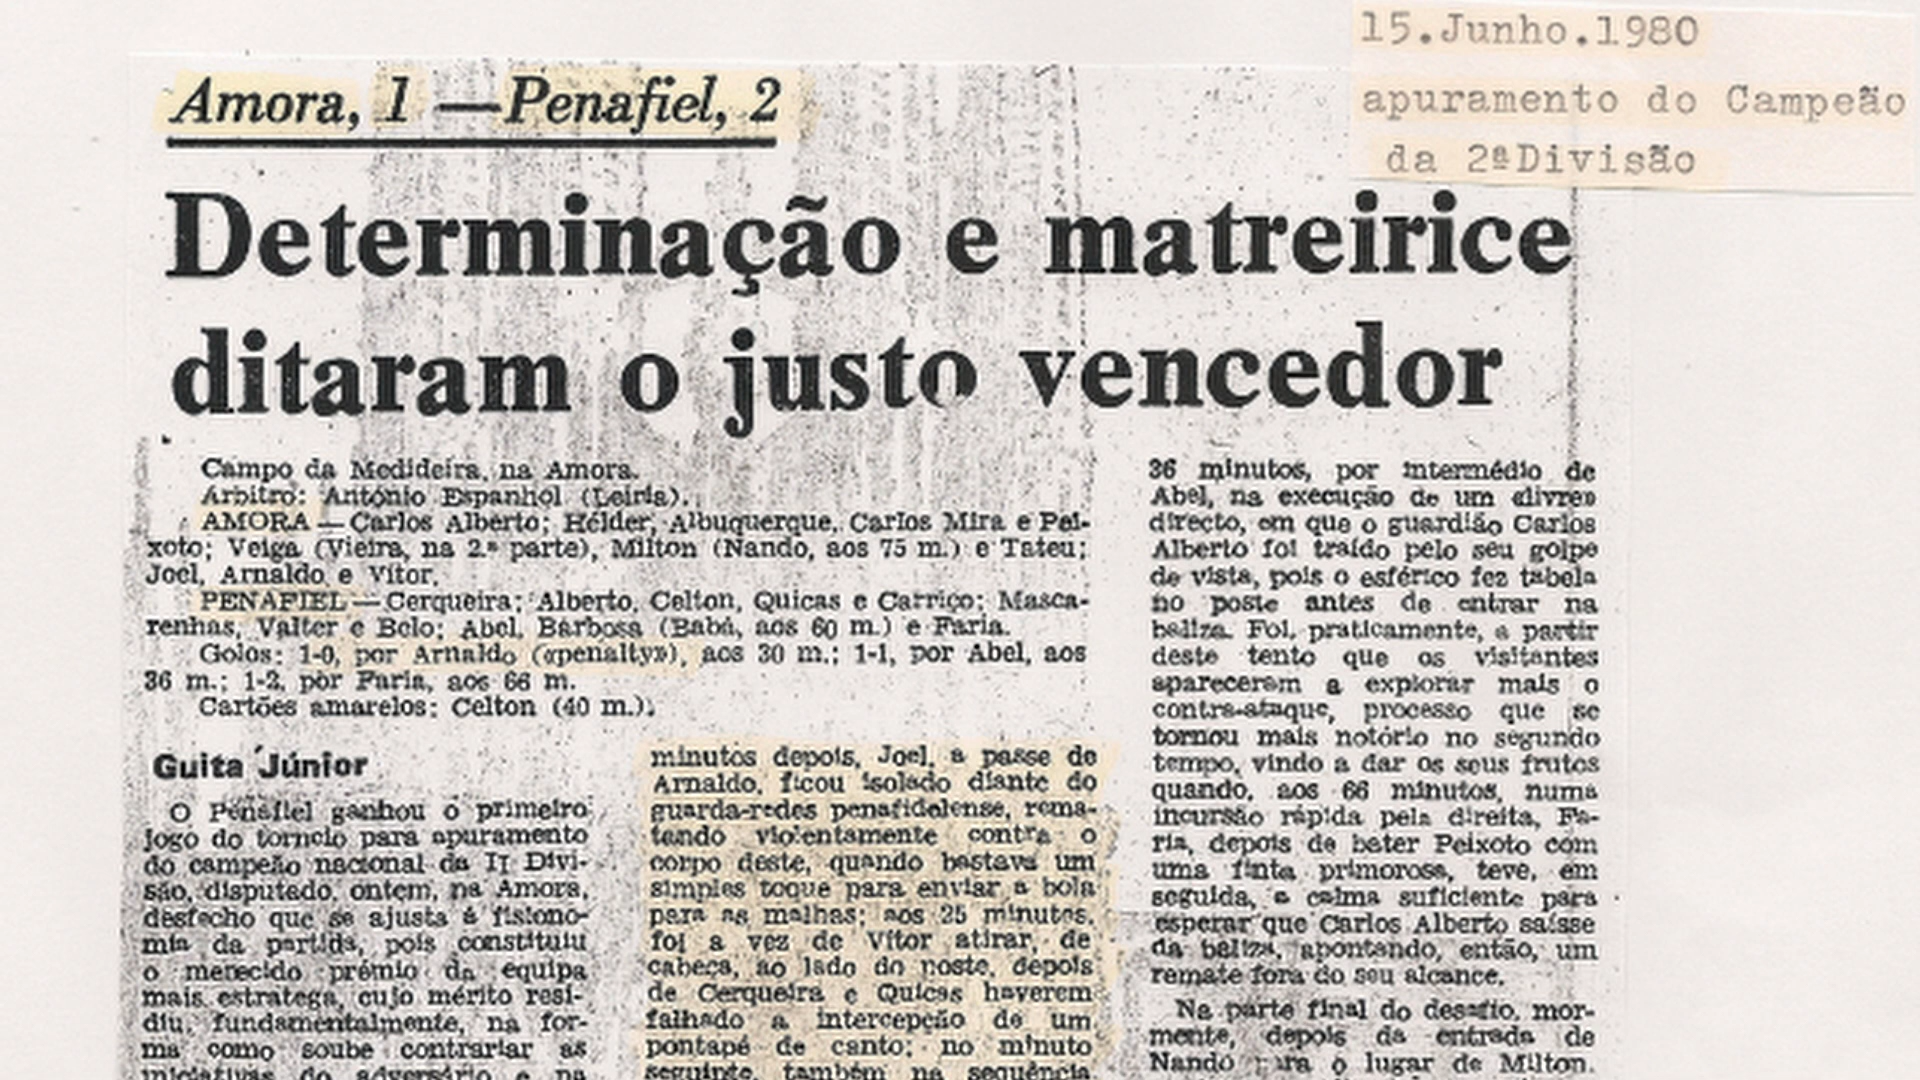 15.Junho.1980
apuramento do Campeão
da 2ªDivisão
Amora, 1 — Penafiel, 2
Determinação e matreirice
ditaram o justo vencedor
Campo da Medideira, na Amora.
Arbitro: António Espanhol (Leiria).
AMORA — Carlos Alberto; Hélder, Albuquerque, Carlos Mira e Pei-
xoto; Veiga (Vieira, na 2.ª parte), Milton (Nando, aos 75 m.) e Tateu;
Joel, Arnaldo e Vítor.
PENAFIEL — Cerqueira; Alberto, Celton, Quicas e Carriço; Masca-
renhas, Valter e Belo; Abel, Barbosa (Babá, aos 60 m.) e Faria.
Golos: 1-0, por Arnaldo («penalty»), aos 30 m.; 1-1, por Abel, aos
36 m.; 1-2, por Faria, aos 66 m.
Cartões amarelos: Celton (40 m.).
Guita Júnior
O Penafiel ganhou o primeiro
jogo do torneio para apuramento
do campeão nacional da II Divi-
são, disputado, ontem, na Amora,
desfecho que se ajusta à fisiono-
mia da partida, pois constituiu
o merecido prémio da equipa
mais estratega, cujo mérito resi-
diu, fundamentalmente, na for-
ma como soube contrariar as
iniciativas do adversário e na
minutos depois, Joel, a passe de
Arnaldo, ficou isolado diante do
guarda-redes penafidelense, rema-
tando violentamente contra o
corpo deste, quando bastava um
simples toque para enviar a bola
para as malhas; aos 25 minutos,
foi a vez de Vítor atirar, de
cabeça, ao lado do poste, depois
de Cerqueira e Quicas haverem
falhado a intercepção de um
pontapé de canto; no minuto
seguinte, também na sequência
36 minutos, por intermédio de
Abel, na execução de um «livre»
directo, em que o guardião Carlos
Alberto foi traído pelo seu golpe
de vista, pois o esférico fez tabela
no poste antes de entrar na
baliza. Foi, praticamente, a partir
deste tento que os visitantes
apareceram a explorar mais o
contra-ataque, processo que se
tornou mais notório no segundo
tempo, vindo a dar os seus frutos
quando, aos 66 minutos, numa
incursão rápida pela direita, Fa-
ria, depois de bater Peixoto com
uma finta primorosa, teve, em
seguida, a calma suficiente para
esperar que Carlos Alberto saísse
da baliza, apontando, então, um
remate fora do seu alcance.
Na parte final do desafio, mor-
mente, depois da entrada de
Nando para o lugar de Milton,